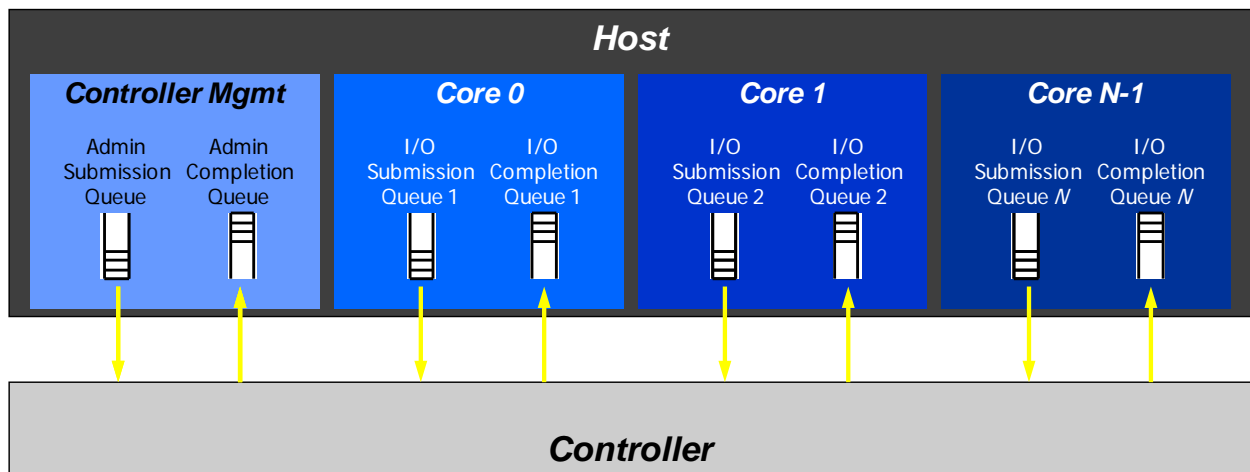 Host
Controller Mgmt
Admin
Submission
Queue
Admin
Completion
Queue
Core 0
I/O
Submission
Queue 1
I/O
Completion
Queue 1
Core 1
I/O
Submission
Queue 2
I/O
Completion
Queue 2
Core N-1
I/O
Submission
Queue N
I/O
Completion
Queue N
Controller